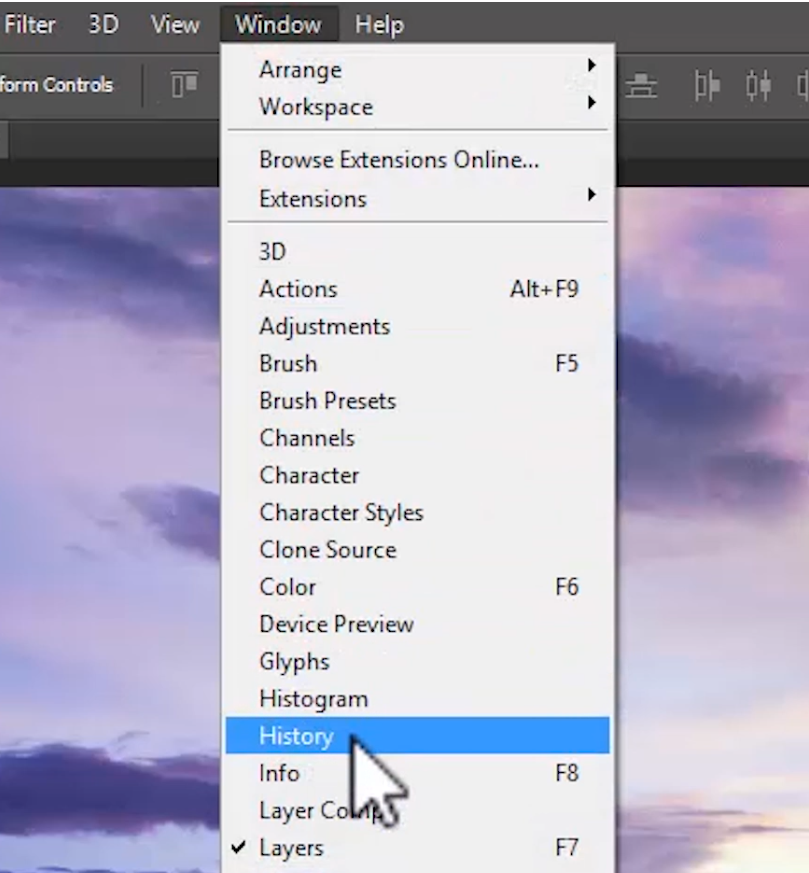 Filter 3D View Window Help
form Controls
Arrange
Workspace
Browse Extensions Online...
Extensions
3D
Actions Alt+F9
Adjustments
Brush F5
Brush Presets
Channels
Character
Character Styles
Clone Source
Color F6
Device Preview
Glyphs
Histogram
History
Info F8
Layer Comp
Layers F7